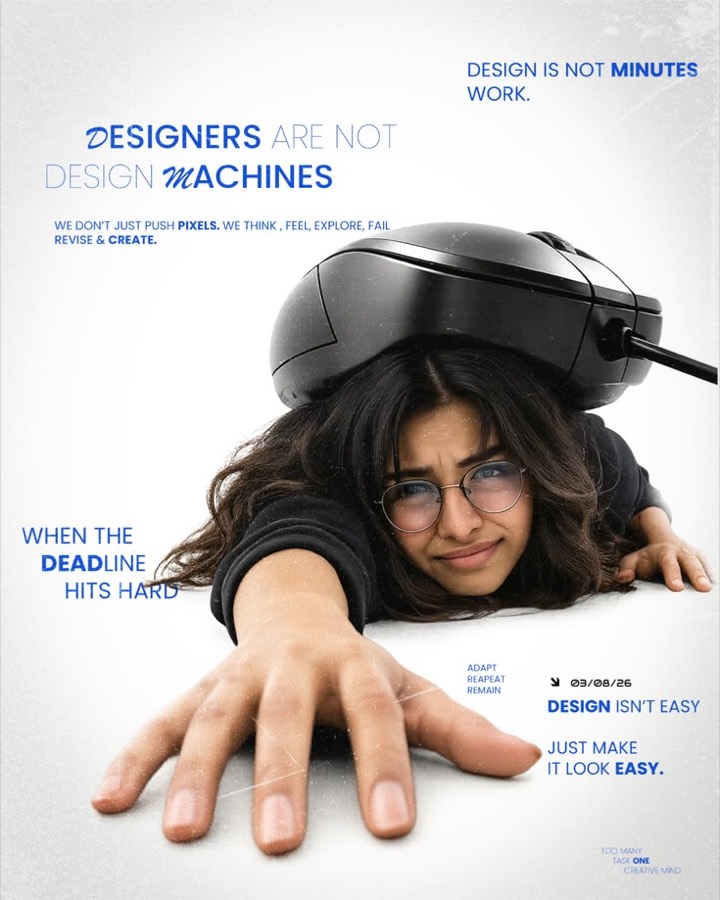 DESIGN IS NOT MINUTES
WORK.
DESIGNERS ARE NOT
DESIGN MACHINES
WE DON'T JUST PUSH PIXELS. WE THINK , FEEL, EXPLORE, FAIL
REVISE & CREATE.
WHEN THE
DEADLINE
HITS HARD
ADAPT
REAPEAT
REMAIN
03/08/26
DESIGN ISN'T EASY
JUST MAKE
IT LOOK EASY.
TOO MANY
TASK ONE
CREATIVE MIND